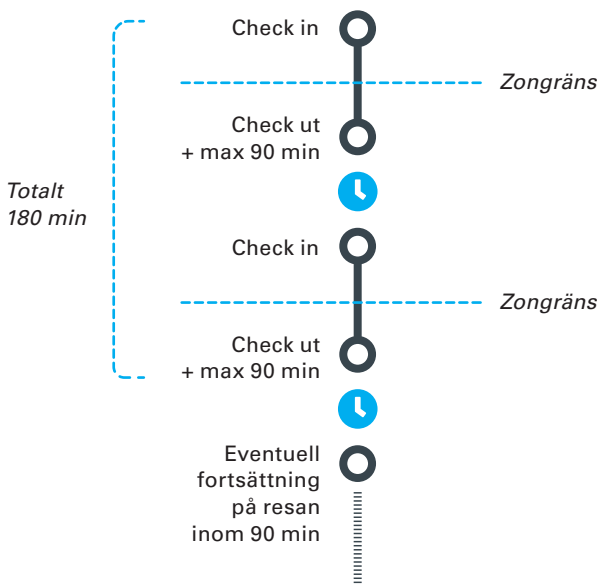 Check in
Zongräns
Check ut
+ max 90 min
Totalt
180 min
Check in
Zongräns
Check ut
+ max 90 min
Eventuell
fortsättning
på resan
inom 90 min